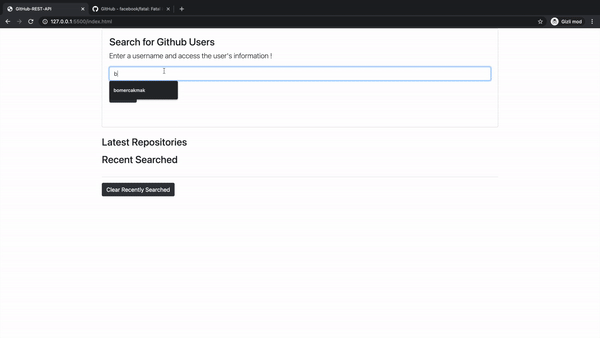 GitHub-REST-API
GitHub - facebook/fatal: Fatal
127.0.0.1:5500/index.html
Gizli mod
Search for Github Users
Enter a username and access the user's information !
b
bomercakmak
Latest Repositories
Recent Searched
Clear Recently Searched